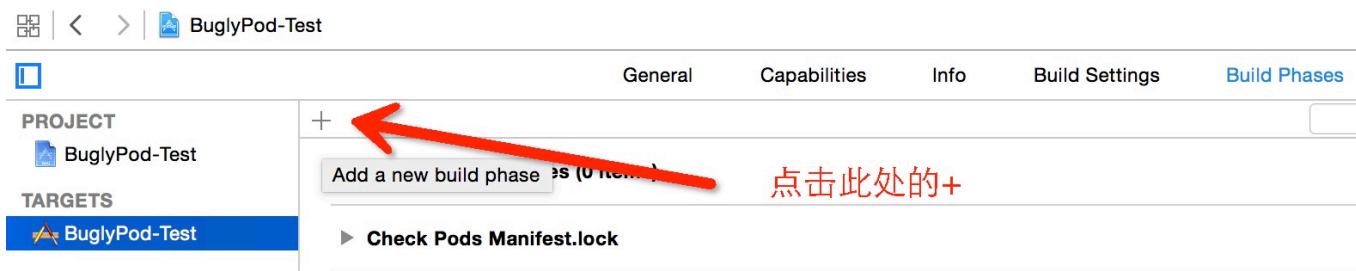 BuglyPod-Test
General Capabilities Info Build Settings Build Phases
PROJECT
BuglyPod-Test
Add a new build phase
点击此处的+
TARGETS
BuglyPod-Test
Check Pods Manifest.lock